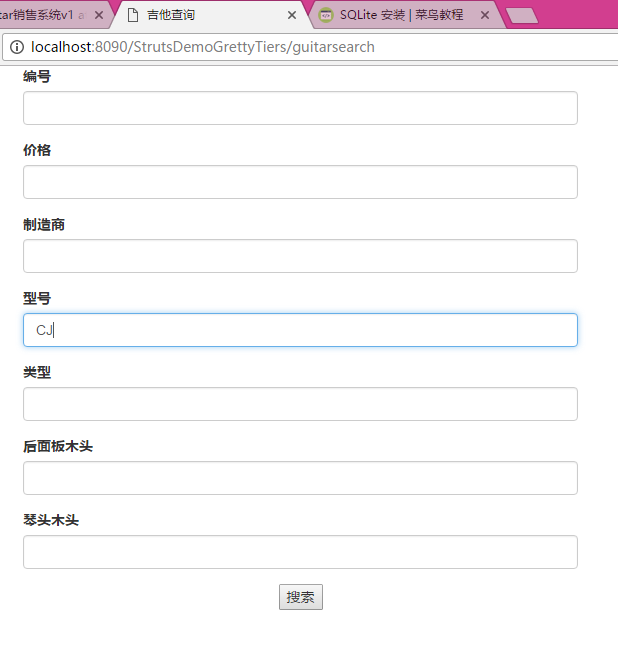 tar销售系统v1 a
吉他查询
SQLite 安装 | 菜鸟教程
localhost:8090/StrutsDemoGrettyTiers/guitarsearch
编号
价格
制造商
型号
CJ
类型
后面板木头
琴头木头
搜索